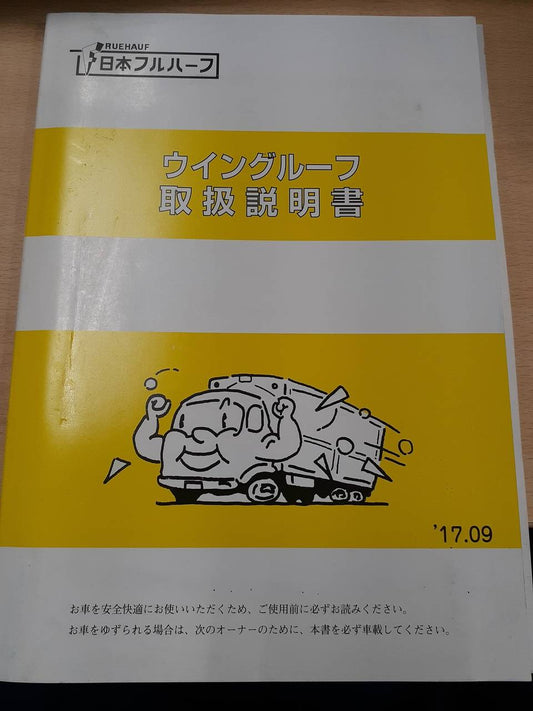 RUEHAUF
日本フルハーフ
ウイングルーフ
取扱説明書
'17.09
お車を安全快適にお使いいただくため、ご使用前に必ずお読みください。
お車をゆずられる場合は、次のオーナーのために、本書を必ず車載してください。